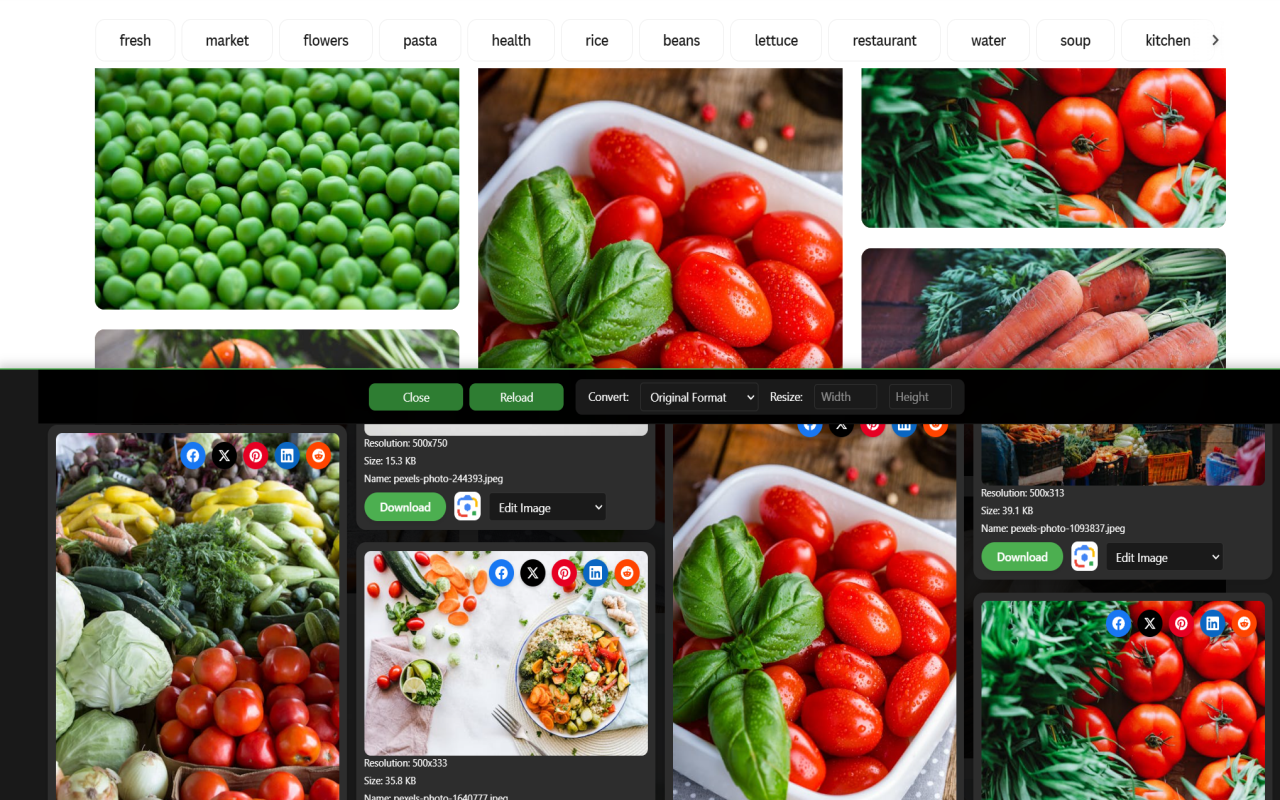 fresh market flowers pasta health rice beans lettuce restaurant water soup kitchen
Close Reload Convert: Original Format Resize: Width Height
Resolution: 500x750
Size: 15.3 KB
Name: pexels-photo-244393.jpeg
Download Edit Image
Resolution: 500x333
Size: 35.8 KB
Name: pexels-photo-1640777.jpeg
Resolution: 500x313
Size: 39.1 KB
Name: pexels-photo-1093837.jpeg
Download Edit Image